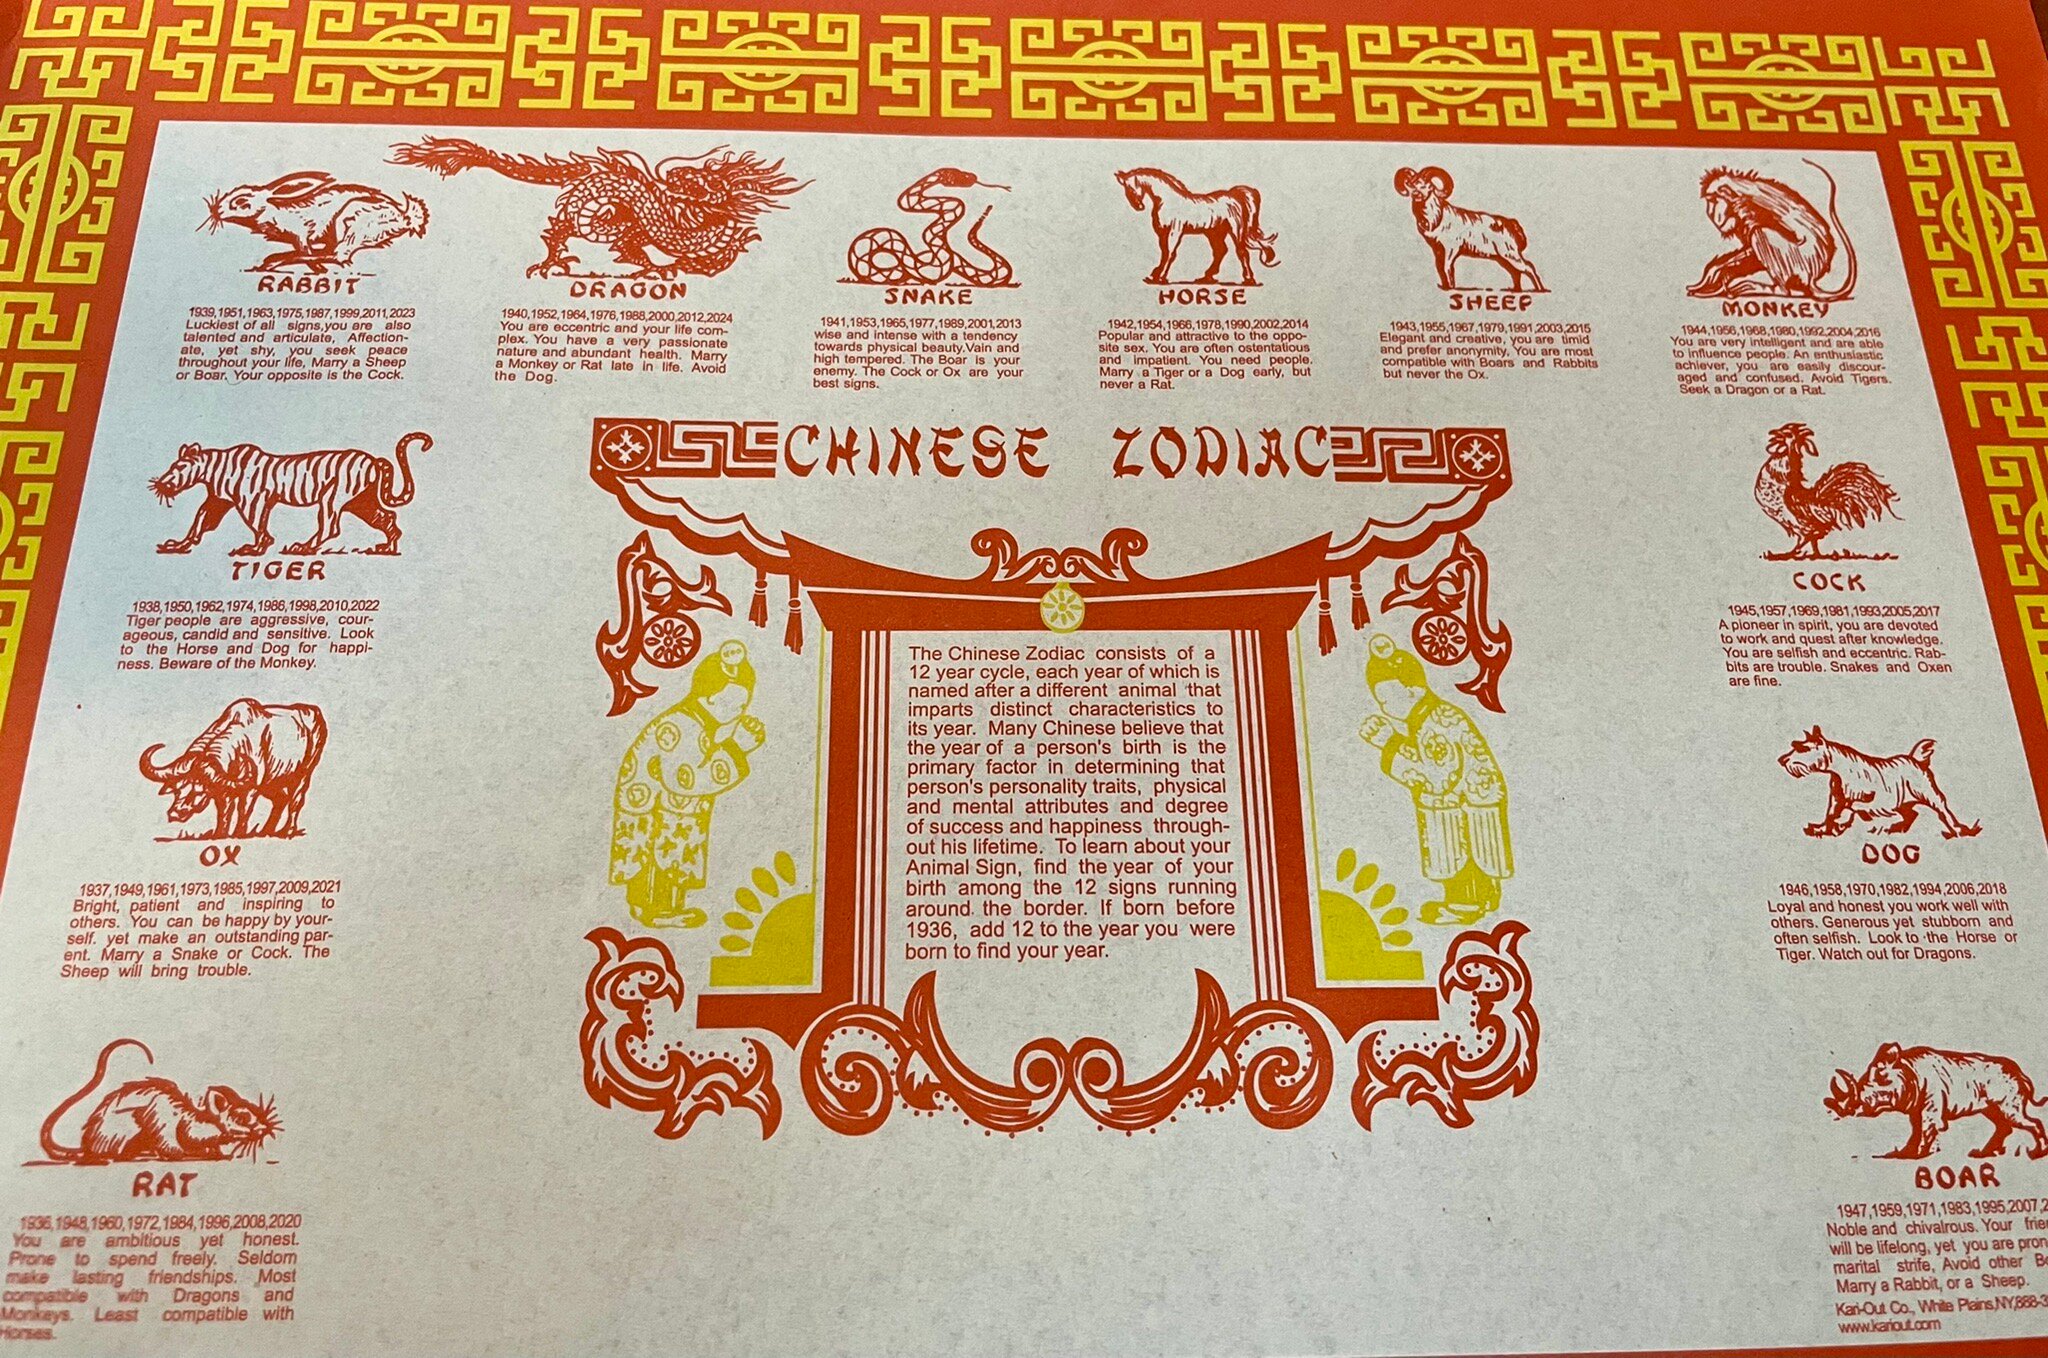 RABBIT
1939,1951,1963,1975,1987,1999,2011,2023
Luckiest of all signs,you are also
talented and articulate, Affection-
ate, yet shy, you seek peace
throughout your life, Marry a Sheep
or Boar. Your opposite is the Cock.
DRAGON
1940,1952,1964,1976,1988,2000,2012,2024
You are eccentric and your life com-
plex. You have a very passionate
nature and abundant health. Marry
a Monkey or Rat late in life. Avoid
the Dog.
SNAKE
1941,1953,1965,1977,1989,2001,2013
wise and intense with a tendency
towards physical beauty.Vain and
high tempered. The Boar is your
enemy. The Cock or Ox are your
best signs.
HORSE
1942,1954,1966,1978,1990,2002,2014
Popular and attractive to the oppo-
site sex. You are often ostentatious
and impatient. You need people.
Marry a Tiger or a Dog early, but
never a Rat.
SHEEP
1943,1955,1967,1979,1991,2003,2015
Elegant and creative, you are timid
and prefer anonymity, You are most
compatible with Boars and Rabbits
but never the Ox.
MONKEY
1944,1956,1968,1980,1992,2004,2016
You are very intelligent and are able
to influence people. An enthusiastic
achiever, you are easily discour-
aged and confused. Avoid Tigers.
Seek a Dragon or a Rat.
TIGER
1938,1950,1962,1974,1986,1998,2010,2022
Tiger people are aggressive, cour-
ageous, candid and sensitive. Look
to the Horse and Dog for happi-
ness. Beware of the Monkey.
CHINESE ZODIAC
The Chinese Zodiac consists of a
12 year cycle, each year of which is
named after a different animal that
imparts distinct characteristics to
its year. Many Chinese believe that
the year of a person's birth is the
primary factor in determining that
person's personality traits, physical
and mental attributes and degree
of success and happiness through-
out his lifetime. To learn about your
Animal Sign, find the year of your
birth among the 12 signs running
around the border. If born before
1936, add 12 to the year you were
born to find your year.
COCK
1945,1957,1969,1981,1993,2005,2017
A pioneer in spirit, you are devoted
to work and quest after knowledge.
You are selfish and eccentric. Rab-
bits are trouble. Snakes and Oxen
are fine.
OX
1937,1949,1961,1973,1985,1997,2009,2021
Bright, patient and inspiring to
others. You can be happy by your-
self. yet make an outstanding par-
ent. Marry a Snake or Cock. The
Sheep will bring trouble.
DOG
1946,1958,1970,1982,1994,2006,2018
Loyal and honest you work well with
others. Generous yet stubborn and
often selfish. Look to the Horse or
Tiger. Watch out for Dragons.
RAT
1936,1948,1960,1972,1984,1996,2008,2020
You are ambitious yet honest.
Prone to spend freely. Seldom
make lasting friendships. Most
compatible with Dragons and
Monkeys. Least compatible with
Horses.
BOAR
1947,1959,1971,1983,1995,2007,
Noble and chivalrous. Your
will be lifelong, yet you are
marital strife, Avoid other
Marry a Rabbit, or a Sheep.
Kari-Out Co., White Plains,NY,888-
www.kariout.com